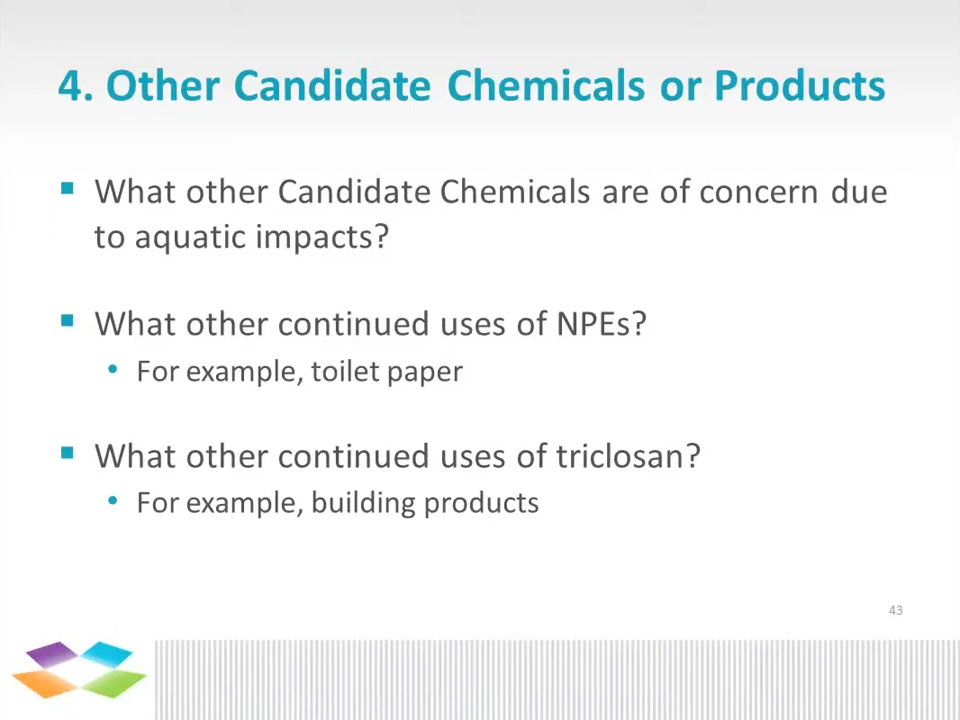 4. Other Candidate Chemicals or Products
▪ What other Candidate Chemicals are of concern due
to aquatic impacts?
▪ What other continued uses of NPEs?
• For example, toilet paper
▪ What other continued uses of triclosan?
• For example, building products
43